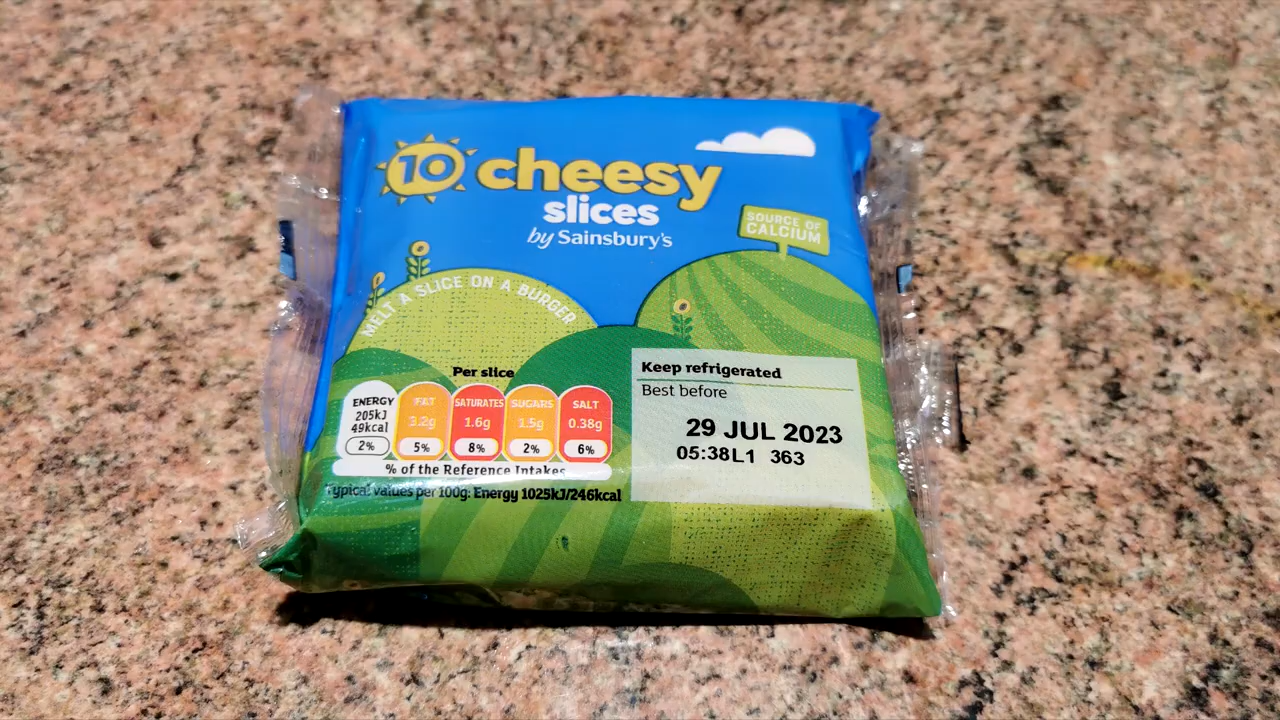 10 cheesy
slices
by Sainsbury's
SOURCE OF
CALCIUM
MELT A SLICE ON A BURGER
Per slice
ENERGY
205kJ
49kcal
2%
FAT
3.2g
5%
SATURATES
1.6g
8%
SUGARS
1.5g
2%
SALT
0.38g
6%
% of the Reference Intakes
Typical values per 100g: Energy 1025kJ/246kcal
Keep refrigerated
Best before
29 JUL 2023
05:38L1 363